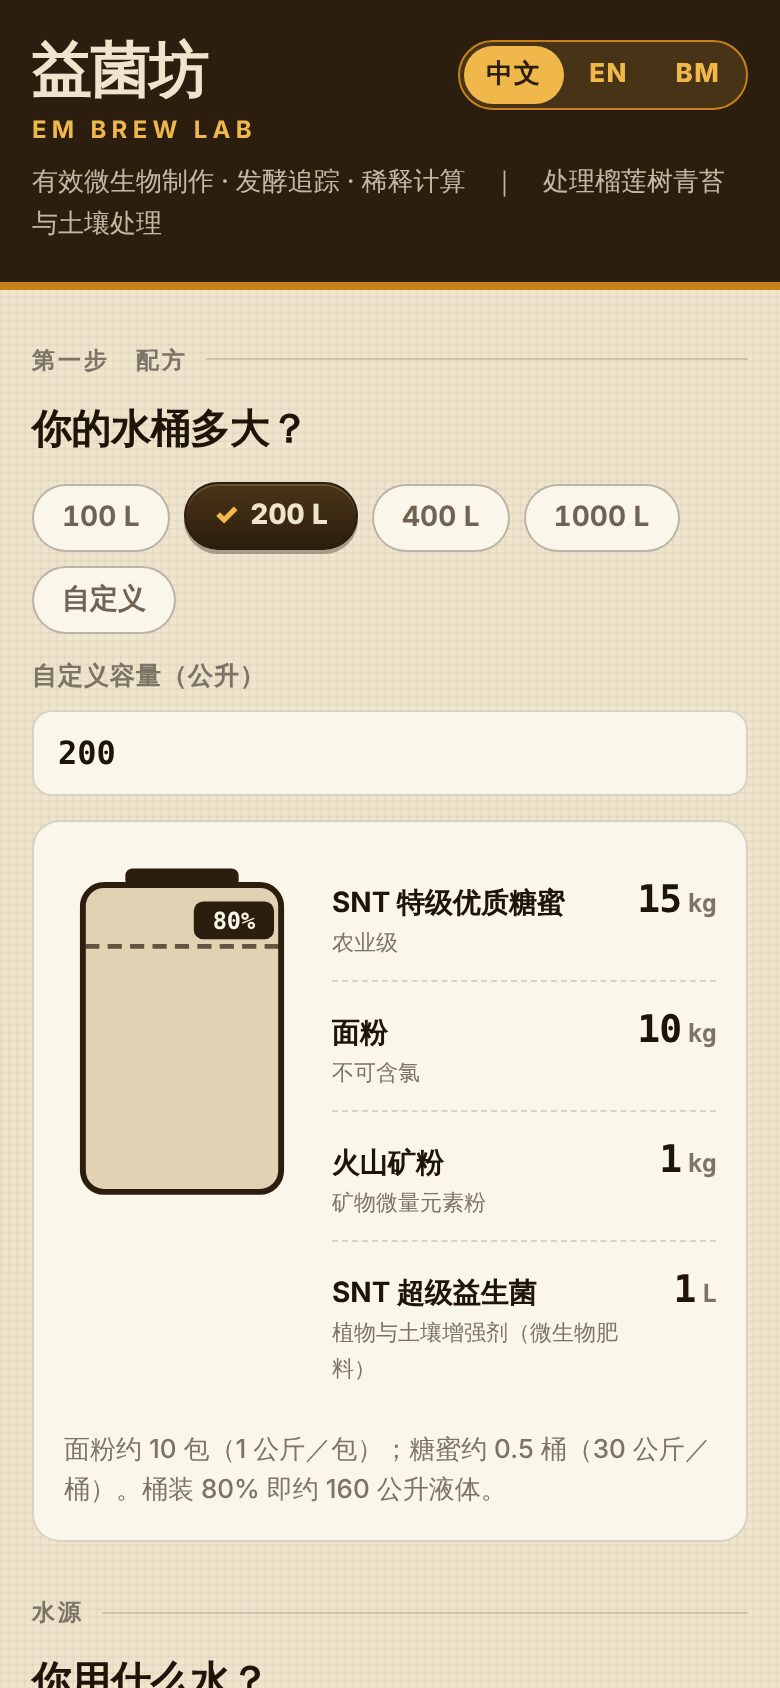 益菌坊
中文 EN BM
EM BREW LAB
有效微生物制作 · 发酵追踪 · 稀释计算 ｜ 处理榴莲树青苔
与土壤处理
第一步 配方
你的水桶多大？
100 L 200 L 400 L 1000 L
自定义
自定义容量（公升）
200
80%
SNT 特级优质糖蜜 15 kg
农业级
面粉 10 kg
不可含氯
火山矿粉 1 kg
矿物微量元素粉
SNT 超级益生菌 1 L
植物与土壤增强剂（微生物肥
料）
面粉约 10 包（1 公斤／包）；糖蜜约 0.5 桶（30 公斤／
桶）。桶装 80% 即约 160 公升液体。
水源
你用什么水？